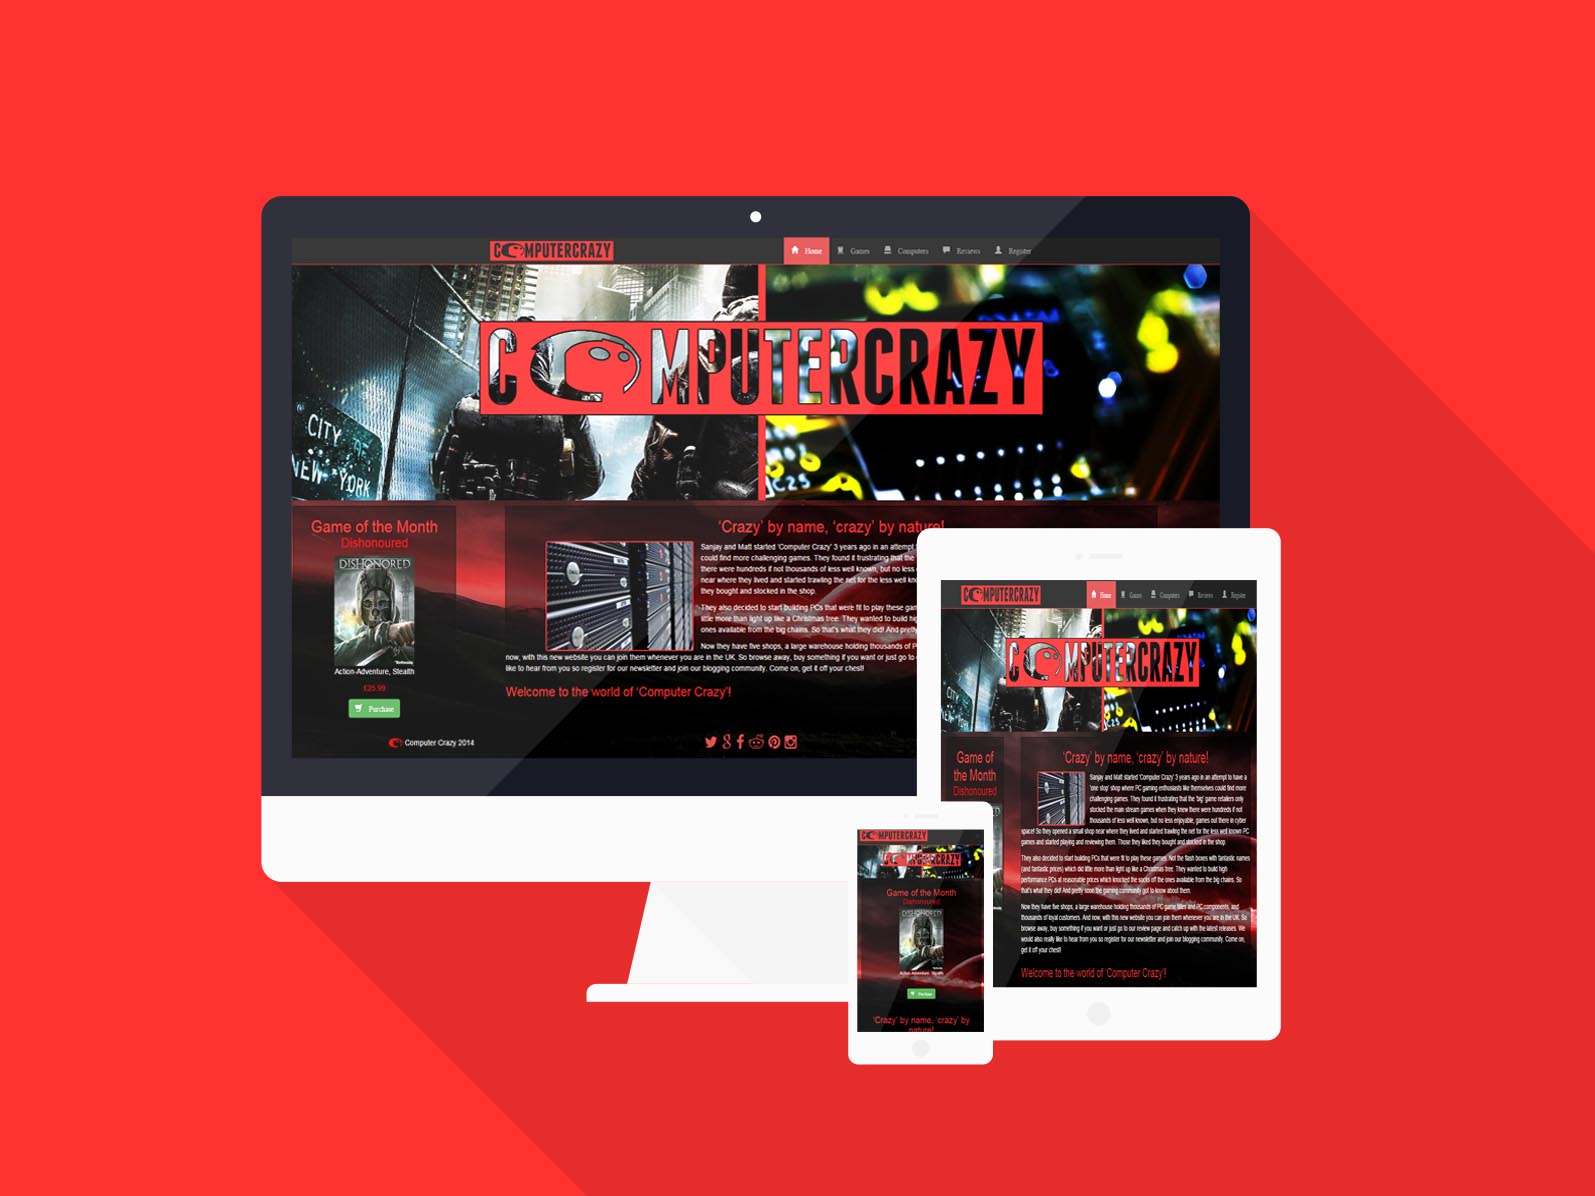 COMPUTERCRAZY
Home Games Computers Reviews Register
COMPUTERCRAZY
CITY
NEW YORK
C25
Game of the Month
Dishonoured
DISHONORED
Action-Adventure, Stealth
£25.99
Purchase
Computer Crazy 2014
'Crazy' by name, 'crazy' by nature!
Sanjay and Matt started 'Computer Crazy' 3 years ago in an attempt
could find more challenging games. They found it frustrating that the
there were hundreds if not thousands of less well known, but no less
near where they lived and started trawling the net for the less well
they bought and stocked in the shop.
They also decided to start building PCs that were fit to play these
little more than light up like a Christmas tree. They wanted to build
ones available from the big chains. So that's what they did! And pretty
Now they have five shops, a large warehouse holding thousands of
now, with this new website you can join them whenever you are in the UK. So browse away, buy something if you want or just go to
like to hear from you so register for our newsletter and join our blogging community. Come on, get it off your chest!
Welcome to the world of 'Computer Crazy'!
COMPUTERCRAZY
Home Games Computers Reviews Register
COMPUTERCRAZY
CITY
NEW YORK
Game of
the Month
Dishonoured
'Crazy' by name, 'crazy' by nature!
Sanjay and Matt started 'Computer Crazy' 3 years ago in an attempt to have a
'one stop' shop where PC gaming enthusiasts like themselves could find more
challenging games. They found it frustrating that the 'big' game retailers only
stocked the main stream games when they knew there were hundreds if not
thousands of less well known, but no less enjoyable, games out there in cyber
space! So they opened a small shop near where they lived and started trawling the net for the less well known PC
games and started playing and reviewing them. Those they liked they bought and stocked in the shop.
They also decided to start building PCs that were fit to play these games. Not the flash boxes with fantastic names
(and fantastic prices) which did little more than light up like a Christmas tree. They wanted to build high
performance PCs at reasonable prices which knocked the socks off the ones available from the big chains. So
that's what they did! And pretty soon the gaming community got to know about them.
Now they have five shops, a large warehouse holding thousands of PC game titles and PC components, and
thousands of loyal customers. And now, with this new website you can join them whenever you are in the UK. So
browse away, buy something if you want or just go to our review page and catch up with the latest releases. We
would also really like to hear from you so register for our newsletter and join our blogging community. Come on,
get it off your chest!
Welcome to the world of 'Computer Crazy'!
COMPUTERCRAZY
COMPUTERCRAZY
Game of the Month
Dishonoured
DISHONORED
Action-Adventure, Stealth
Purchase
'Crazy' by name, 'crazy' by
nature!